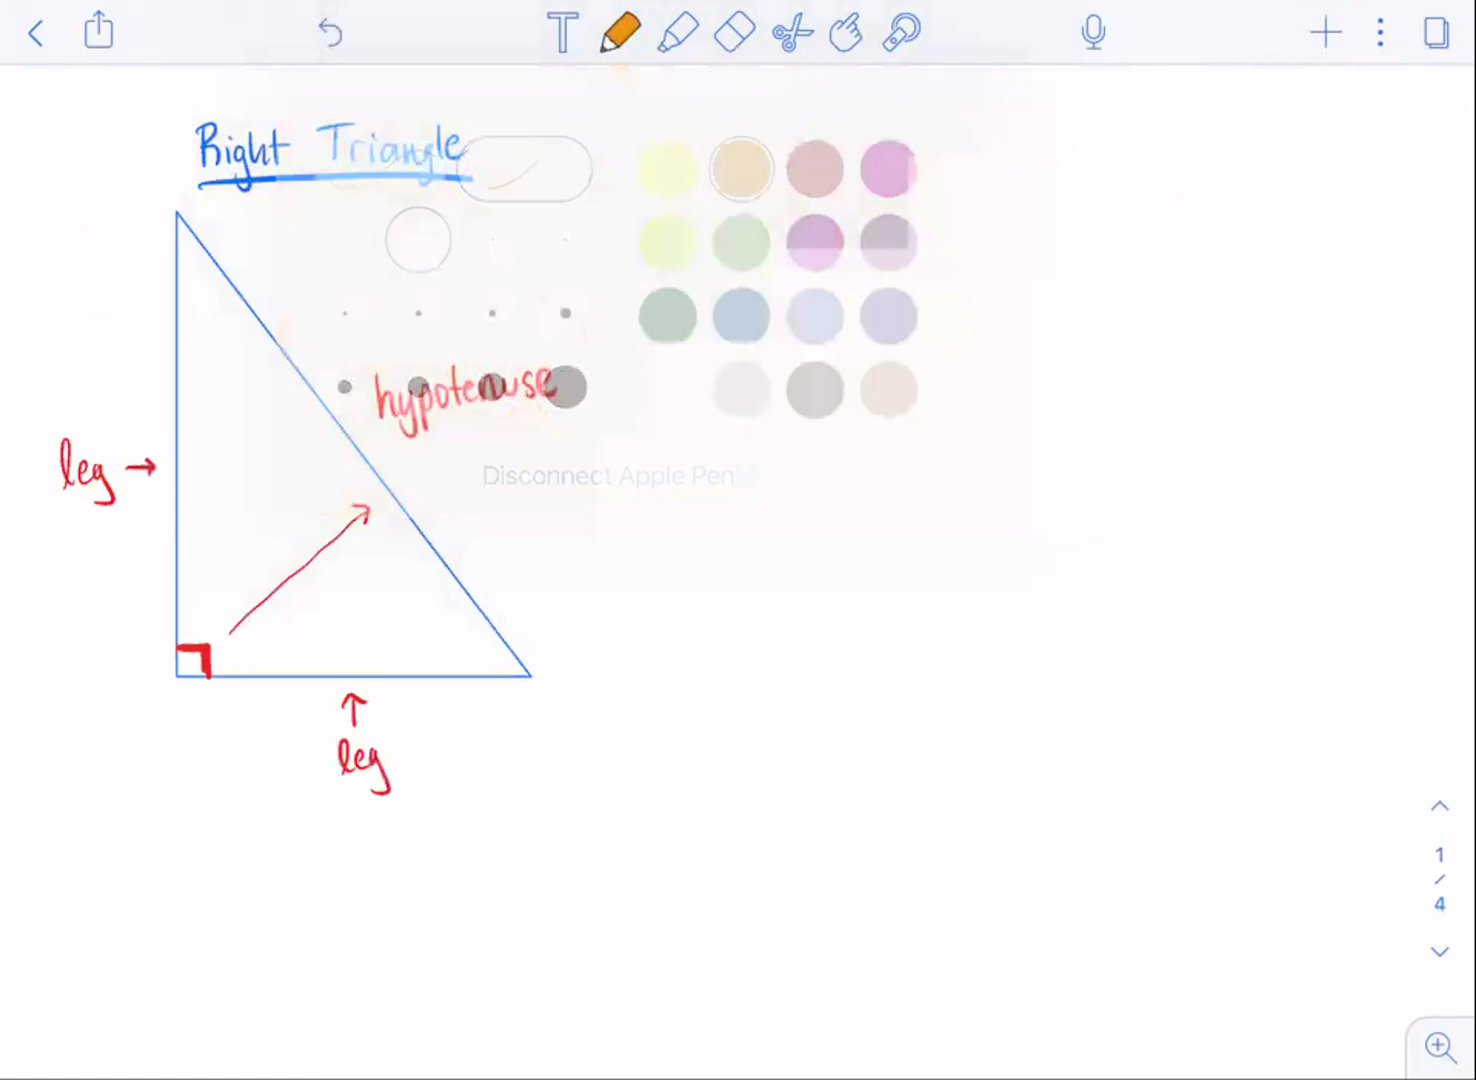 Right Triangle
hypotenuse
leg →
Disconnect Apple Pen
↑
leg
1
/
4